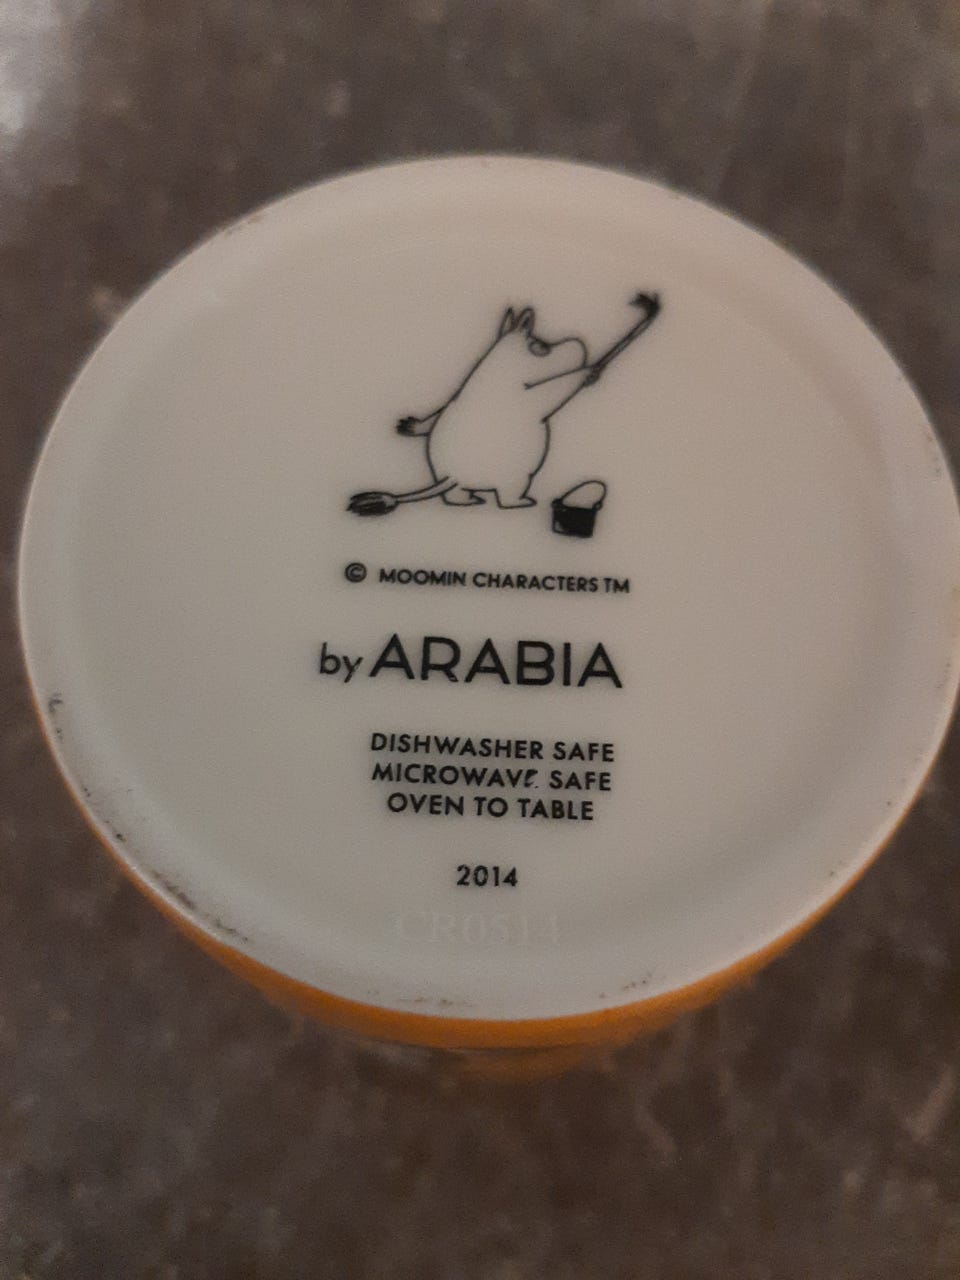 © MOOMIN CHARACTERS TM
by ARABIA
DISHWASHER SAFE
MICROWAVE SAFE
OVEN TO TABLE
2014
CR0514